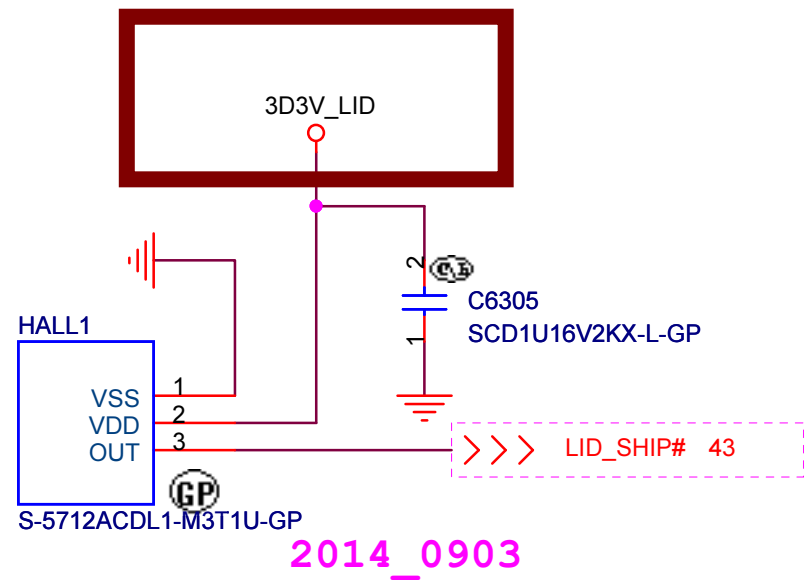 3D3V_LID
2
C6305
SCD1U16V2KX-L-GP
1
HALL1
VSS 1
VDD 2
OUT 3
LID_SHIP# 43
GP
S-5712ACDL1-M3T1U-GP
2014_0903